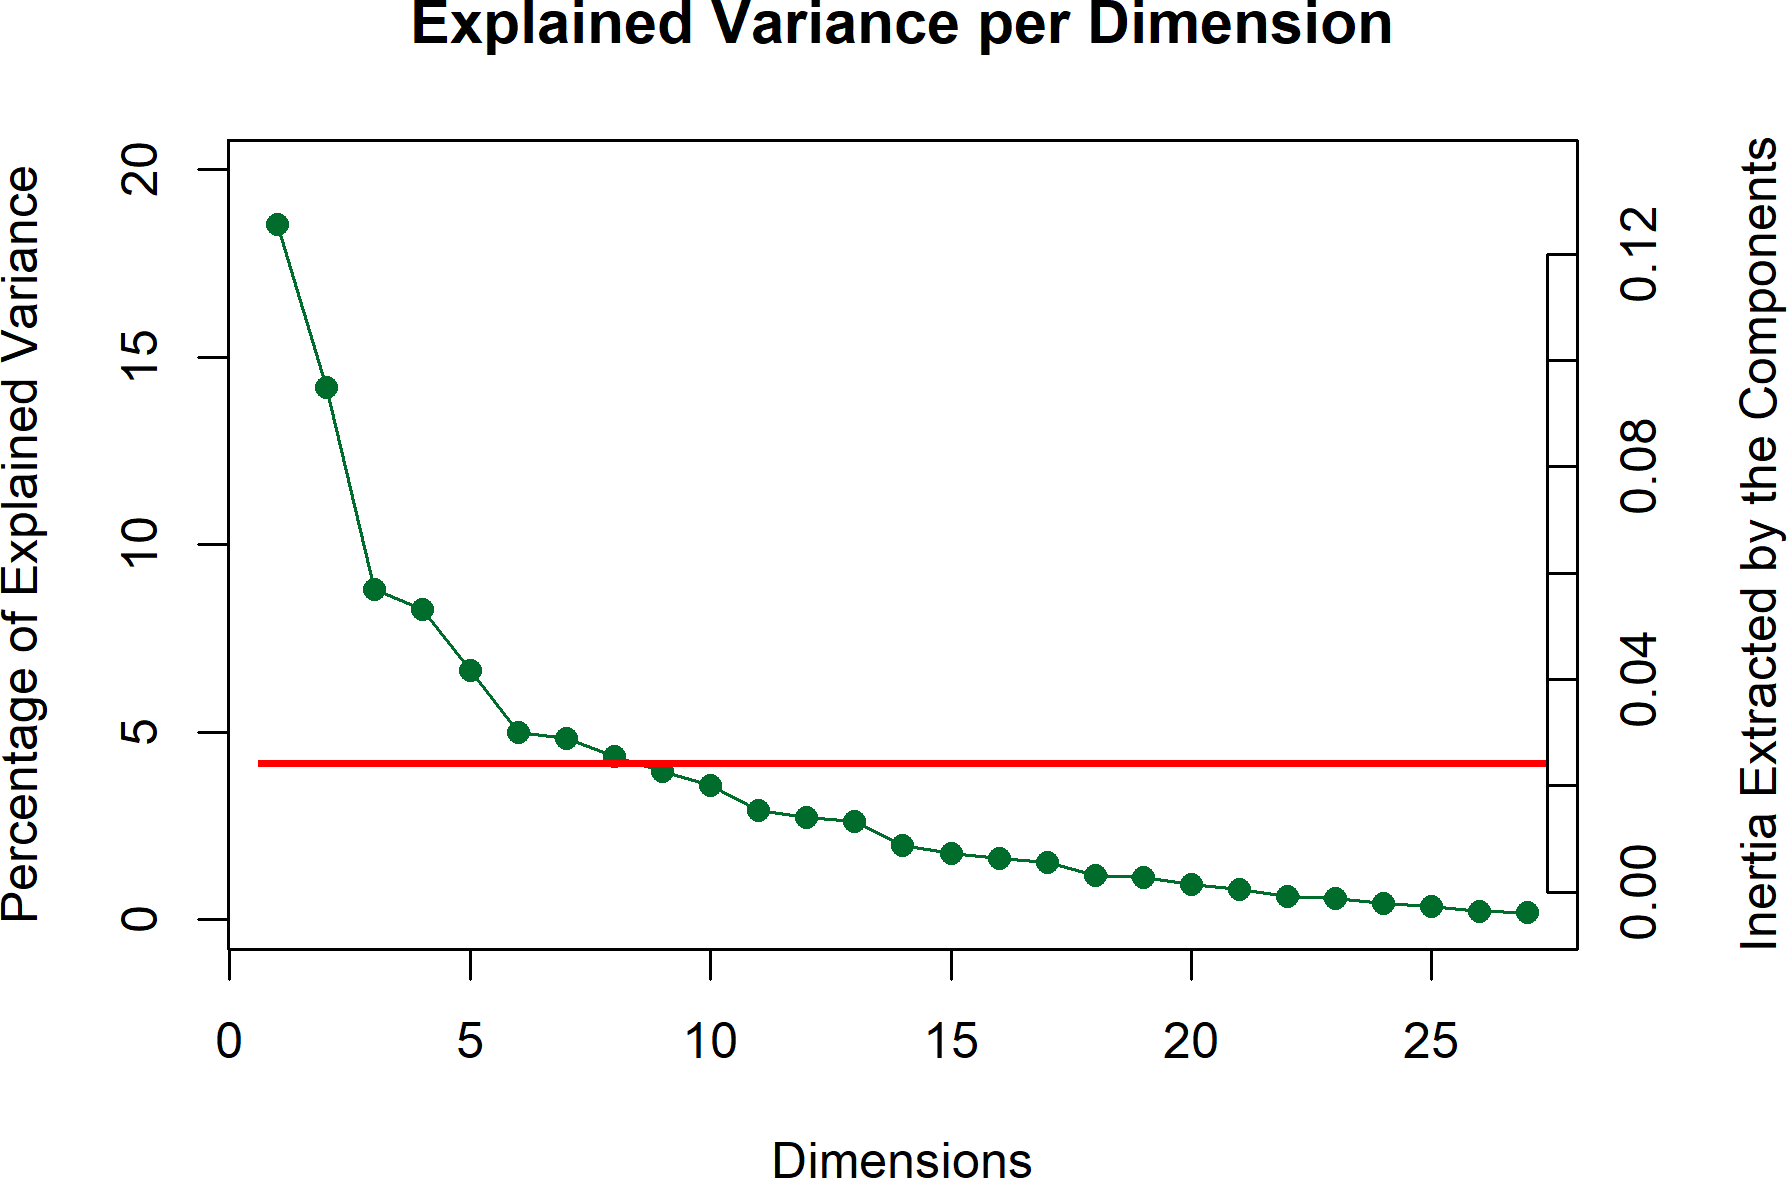 Explained Variance per Dimension
Percentage of Explained Variance
20
15
10
5
0
0.12
0.08
0.04
0.00
Inertia Extracted by the Components
0 5 10 15 20 25
Dimensions